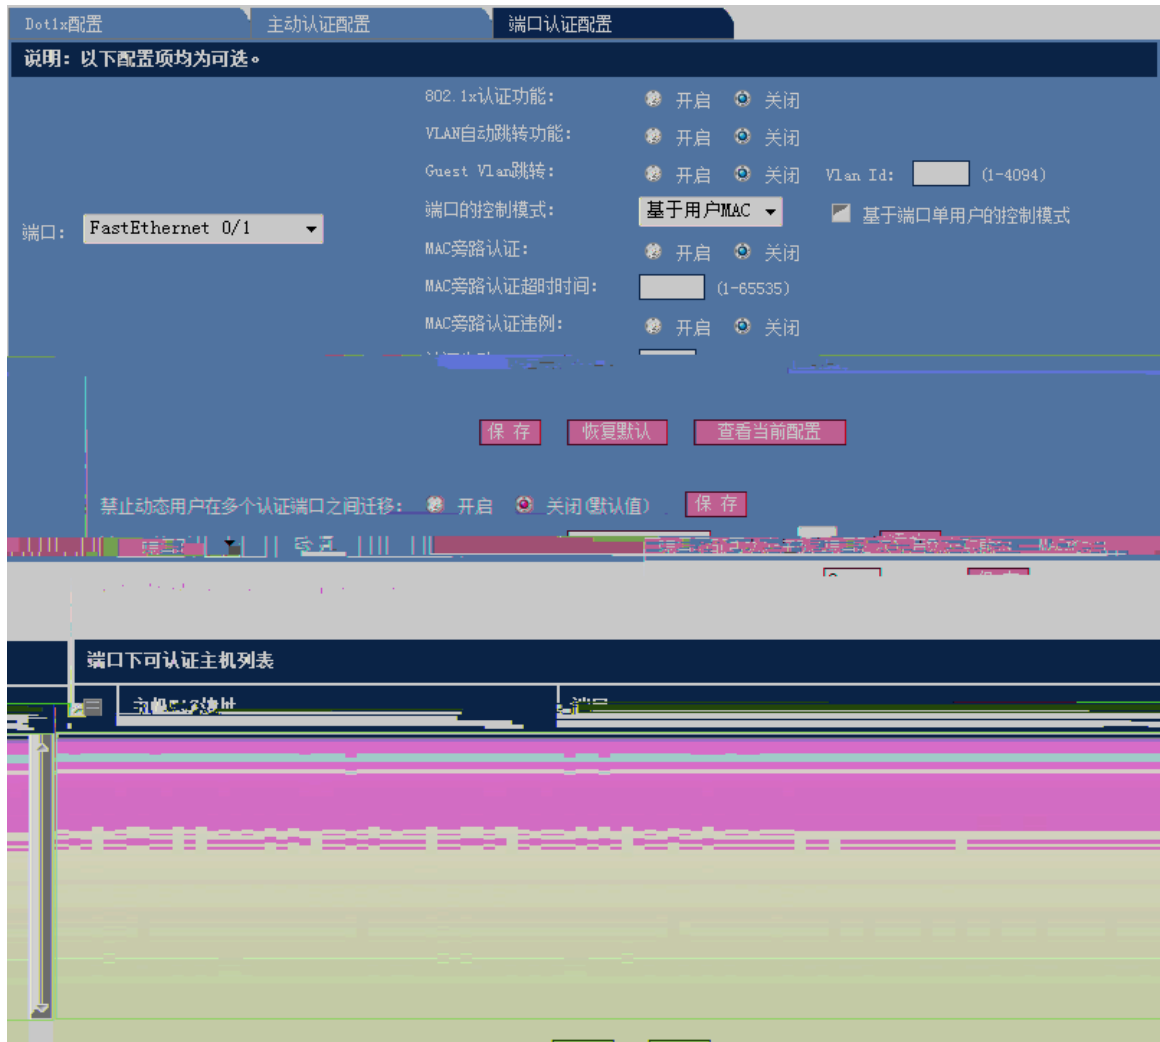 Dot1x配置 主动认证配置 端口认证配置
说明：以下配置项均为可选。
802.1x认证功能： 开启 关闭
VLAN自动跳转功能： 开启 关闭
Guest Vlan跳转： 开启 关闭 Vlan Id: (1-4094)
端口的控制模式： 基于用户MAC 基于端口单用户的控制模式
端口： FastEthernet 0/1
MAC旁路认证： 开启 关闭
MAC旁路认证超时时间： (1-65535)
MAC旁路认证违例： 开启 关闭
保 存 恢复默认 查看当前配置
禁止动态用户在多个认证端口之间迁移： 开启 关闭(默认值) 保 存
端口下可认证主机列表